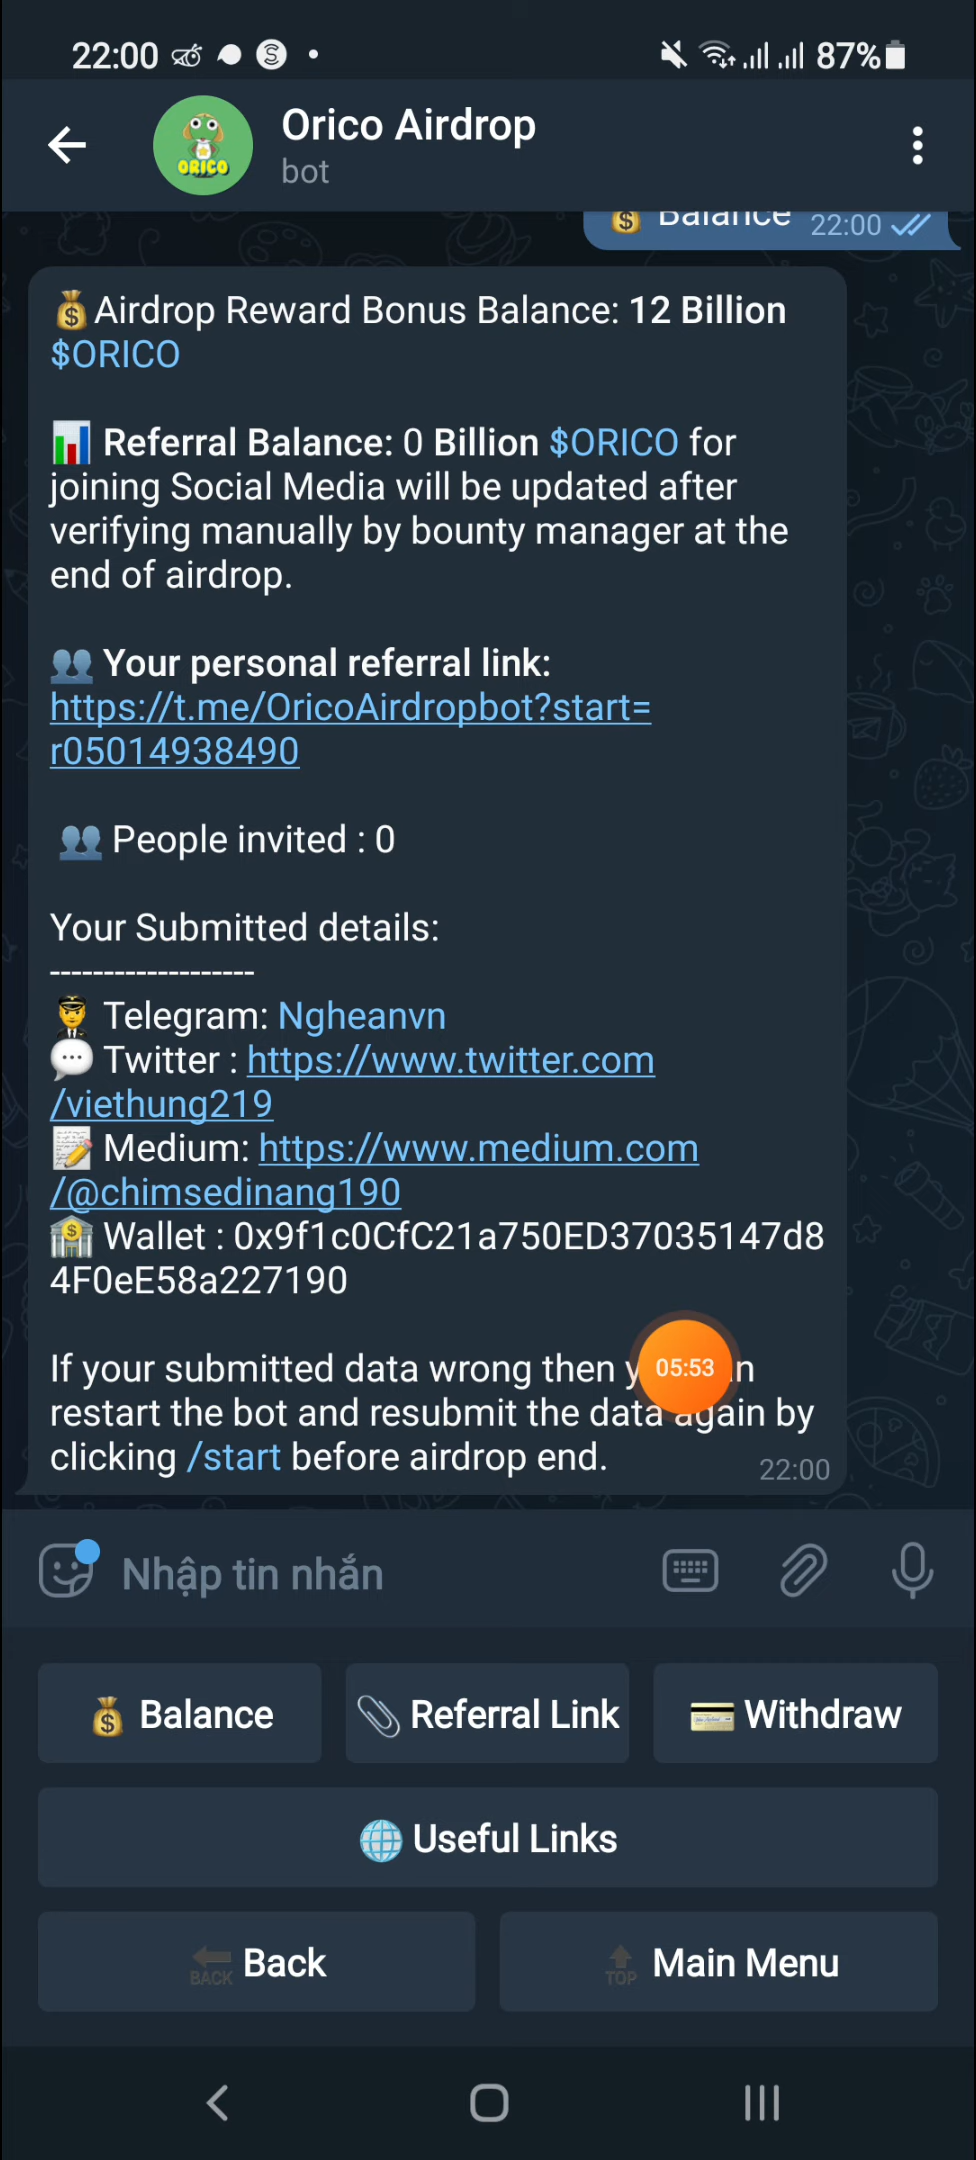 22:00
87%
Orico Airdrop
bot
ORICO
Balance 22:00
Airdrop Reward Bonus Balance: 12 Billion
$ORICO
Referral Balance: 0 Billion $ORICO for
joining Social Media will be updated after
verifying manually by bounty manager at the
end of airdrop.
Your personal referral link:
https://t.me/OricoAirdropbot?start=
r05014938490
People invited : 0
Your Submitted details:
-------------------
Telegram: Ngheanvn
Twitter : https://www.twitter.com
/viethung219
Medium: https://www.medium.com
/@chimsedinang190
Wallet : 0x9f1c0CfC21a750ED37035147d8
4F0eE58a227190
If your submitted data wrong then y n
05:53
restart the bot and resubmit the data again by
clicking /start before airdrop end.
22:00
Nhập tin nhắn
Balance
Referral Link
Withdraw
Useful Links
BACK Back
TOP Main Menu